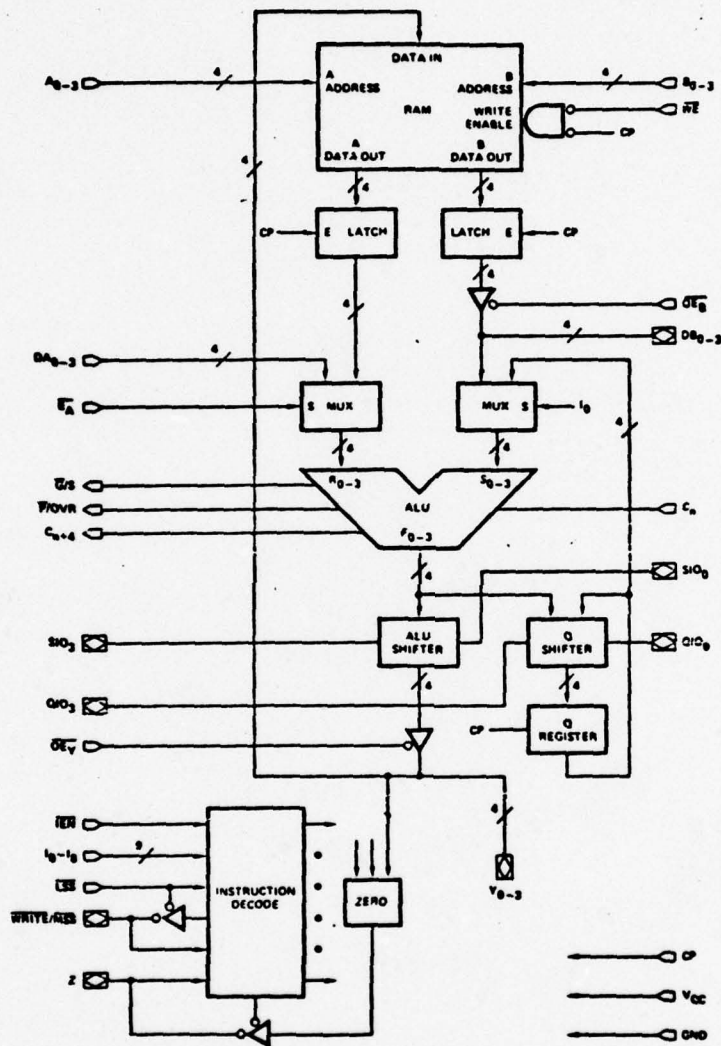 DATA IN
A0-3
4
A
ADDRESS
B
ADDRESS
4
B0-3
RAM
WRITE
ENABLE
WE
CP
A
DATA OUT
B
DATA OUT
4
4
4
CP
E LATCH
LATCH E
CP
4
4
OEB
DA0-3
4
4
DB0-3
EA
S MUX
MUX S
I0
4
4
4
G/S
R0-3
S0-3
P/OVR
ALU
Cn
Cn+4
F0-3
4
SIO0
SIO3
ALU
SHIFTER
Q
SHIFTER
QIO0
QIO3
4
4
OEY
CP
Q
REGISTER
IEN
4
I0-I8
9
LSS
INSTRUCTION
DECODE
ZERO
Y0-3
WRITE/MSS
Z
CP
VCC
GND